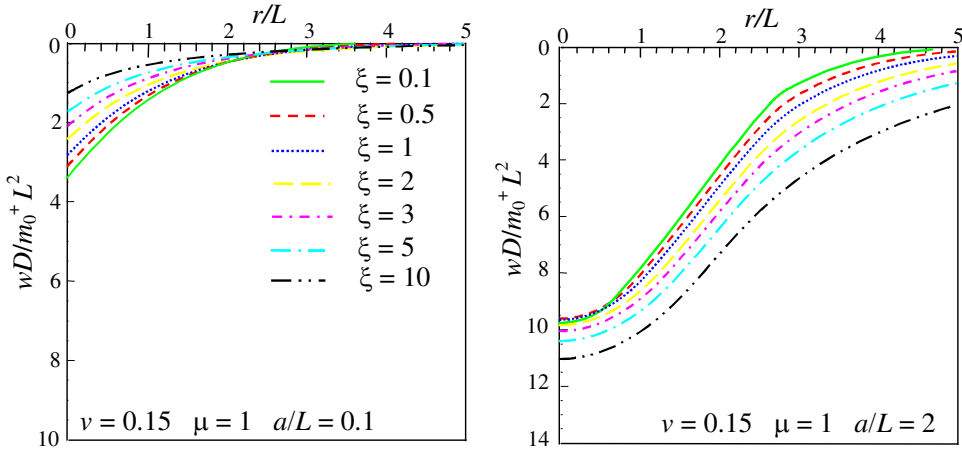 r/L
0 1 2 3 4 5
0
2
4
6
8
10
wD/m₀⁺ L²
ξ = 0.1
ξ = 0.5
ξ = 1
ξ = 2
ξ = 3
ξ = 5
ξ = 10
ν = 0.15 μ = 1 a/L = 0.1
r/L
0 1 2 3 4 5
0
2
4
6
8
10
12
14
wD/m₀⁺ L²
ν = 0.15 μ = 1 a/L = 2